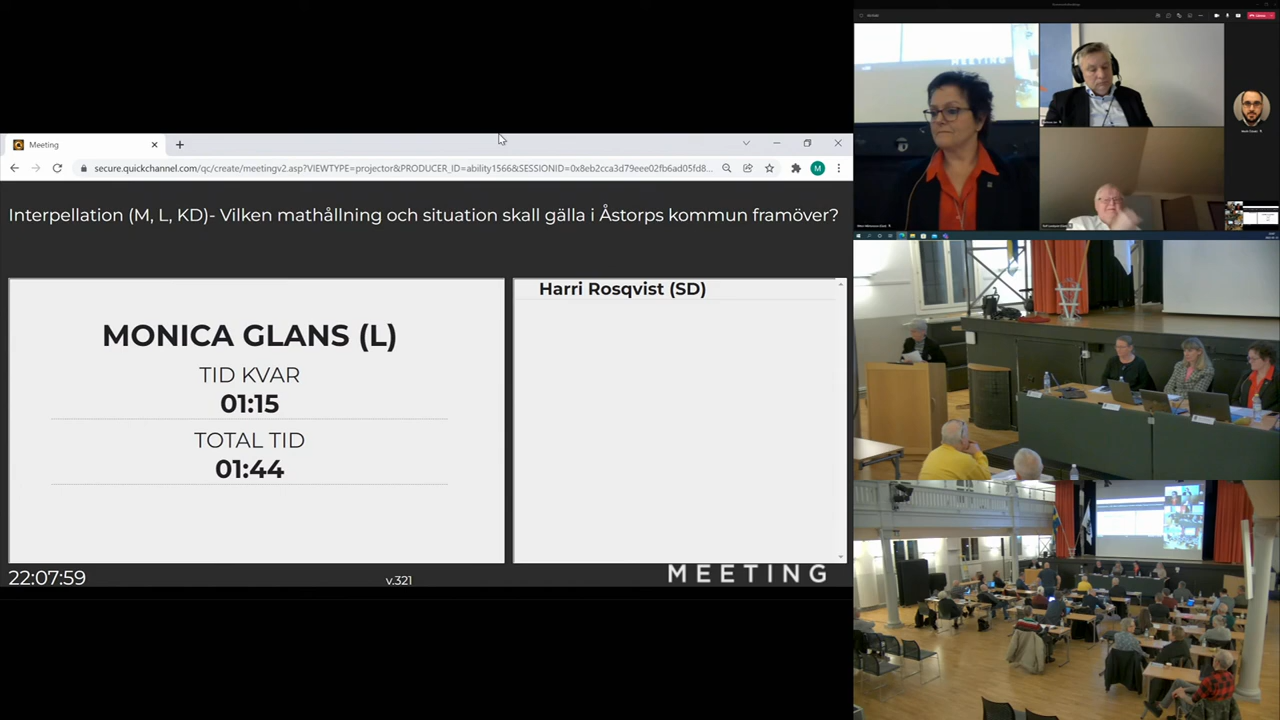 Meeting
secure.quickchannel.com/qc/create/meetingv2.asp?VIEWTYPE=projector&PRODUCER_ID=ability1566&SESSIONID=0x8eb2cca3d79eee02fb6ad05fd8...
M
Interpellation (M, L, KD)- Vilken mathållning och situation skall gälla i Åstorps kommun framöver?
MONICA GLANS (L)
TID KVAR
01:15
TOTAL TID
01:44
Harri Rosqvist (SD)
22:07:59
v.321
MEETING
MEETING